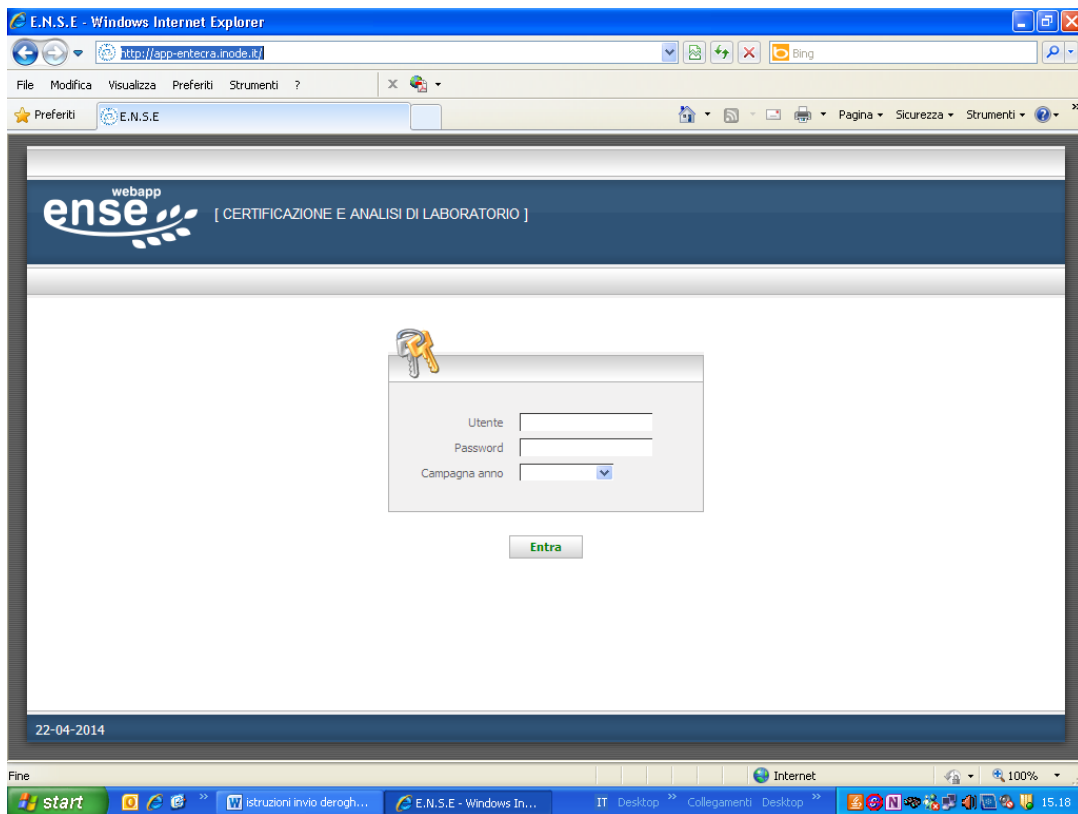 E.N.S.E - Windows Internet Explorer
http://app-entecra.inode.it/
Bing
File Modifica Visualizza Preferiti Strumenti ?
Preferiti
E.N.S.E
Pagina Sicurezza Strumenti
webapp
ense
[ CERTIFICAZIONE E ANALISI DI LABORATORIO ]
Utente
Password
Campagna anno
Entra
22-04-2014
Fine
Internet
100%
start
istruzioni invio derogh...
E.N.S.E - Windows In...
IT
Desktop
Collegamenti
Desktop
15.18